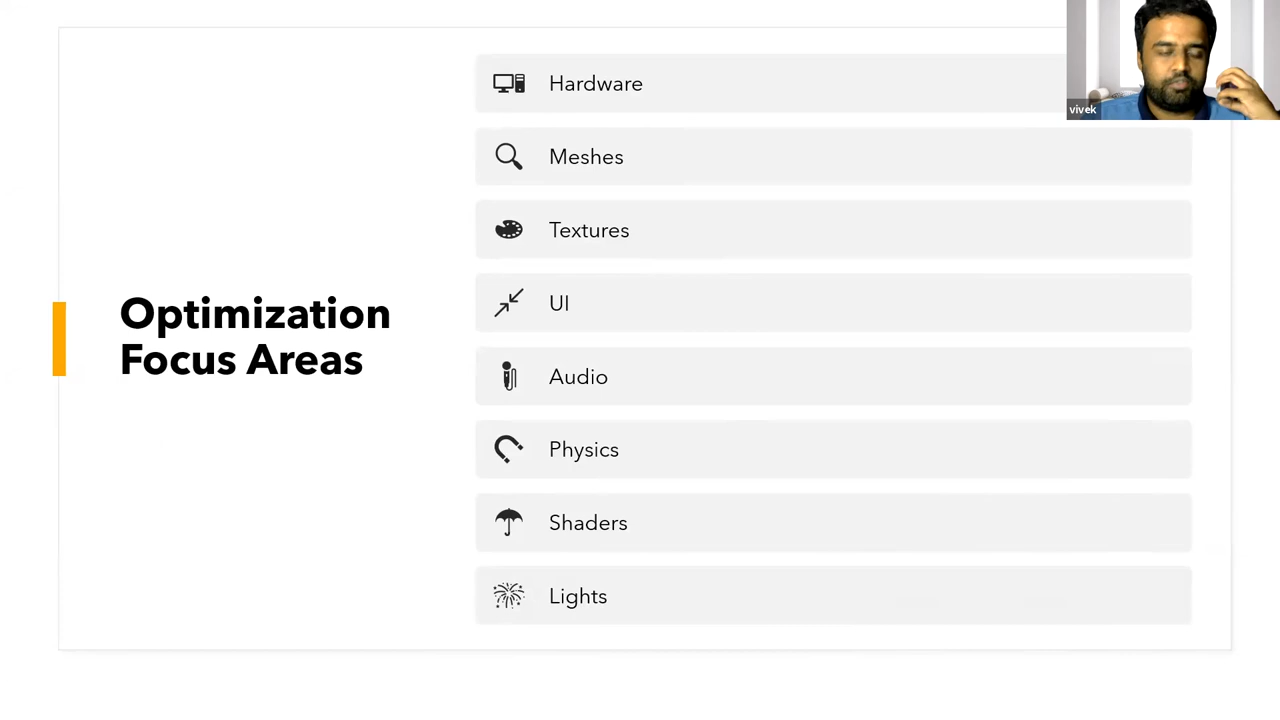 Optimization
Focus Areas
Hardware
Meshes
Textures
UI
Audio
Physics
Shaders
Lights
vivek